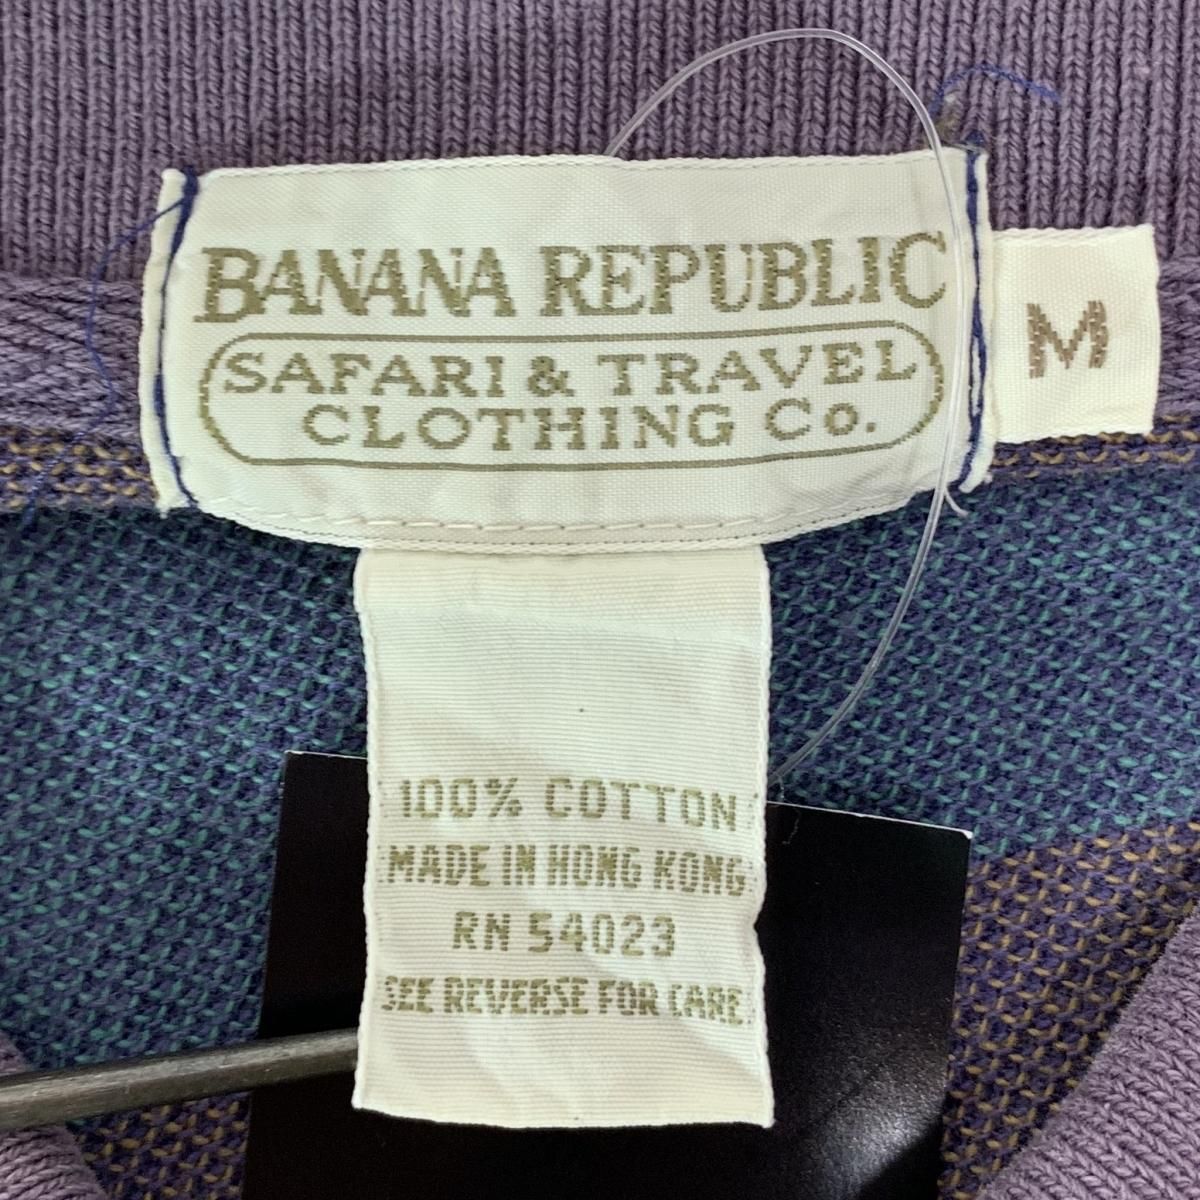 BANANA REPUBLIC
SAFARI & TRAVEL
CLOTHING Co.
M
100% COTTON
MADE IN HONG KONG
RN 54023
SEE REVERSE FOR CARE